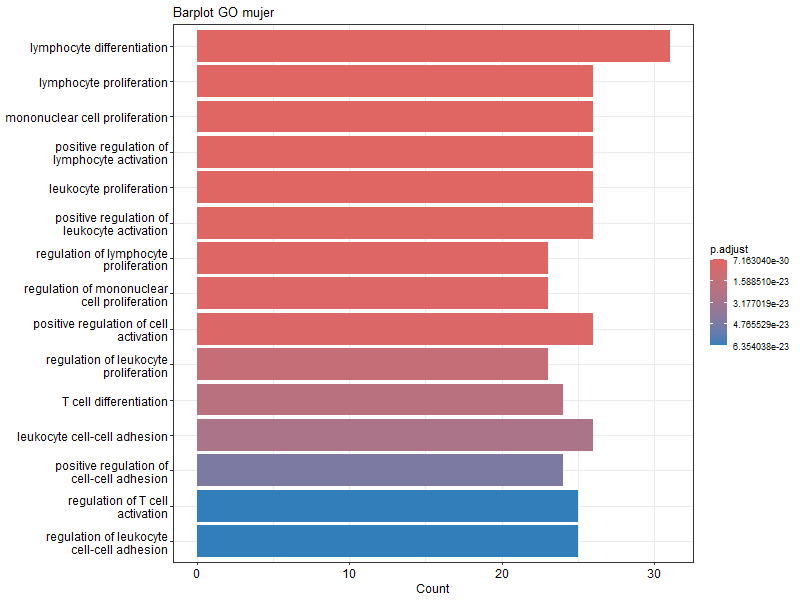 Barplot GO mujer
lymphocyte differentiation
lymphocyte proliferation
mononuclear cell proliferation
positive regulation of
lymphocyte activation
leukocyte proliferation
positive regulation of
leukocyte activation
regulation of lymphocyte
proliferation
regulation of mononuclear
cell proliferation
positive regulation of cell
activation
regulation of leukocyte
proliferation
T cell differentiation
leukocyte cell-cell adhesion
positive regulation of
cell-cell adhesion
regulation of T cell
activation
regulation of leukocyte
cell-cell adhesion
0 10 20 30
Count
p.adjust
7.163040e-30
1.588510e-23
3.177019e-23
4.765529e-23
6.354038e-23